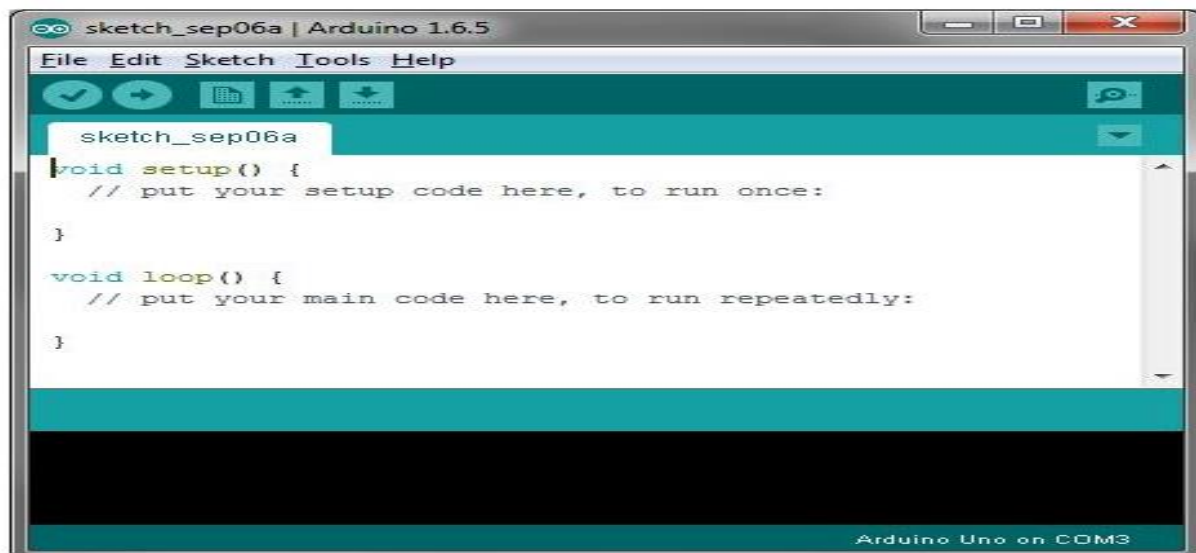 sketch_sep06a | Arduino 1.6.5
File Edit Sketch Tools Help
sketch_sep06a
void setup() {
  // put your setup code here, to run once:
}
void loop() {
  // put your main code here, to run repeatedly:
}
Arduino Uno on COM3